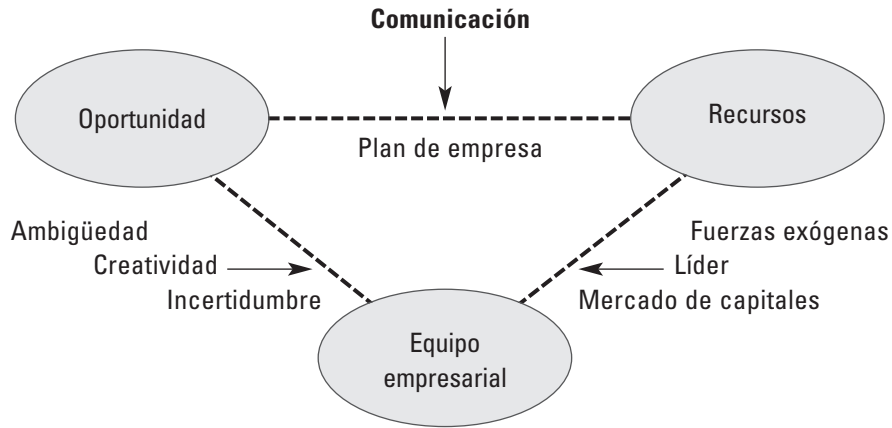 Comunicación
Oportunidad
Recursos
Plan de empresa
Ambigüedad
Creatividad
Incertidumbre
Fuerzas exógenas
Líder
Mercado de capitales
Equipo
empresarial